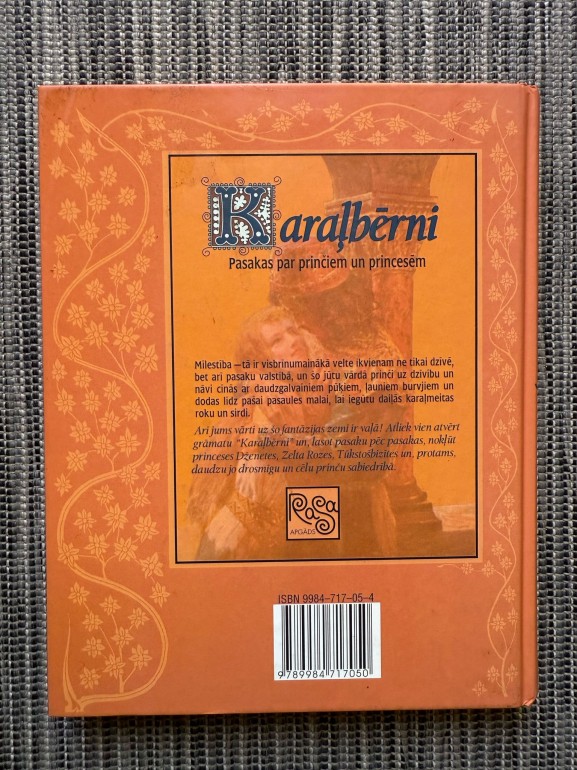 Karaļbērni
Pasakas par prinčiem un princesēm
Mīlestība – tā ir visbrīnumainākā velte ikvienam ne tikai dzīvē,
bet arī pasaku valstībā, un šo jūtu vārdā prinči uz dzīvību un
nāvi cīnās ar daudzgalvainiem pūķiem, ļauniem burvjiem un
dodas līdz pašai pasaules malai, lai iegūtu daiļās karaļmeitas
roku un sirdi.
Arī jums vārti uz šo fantāzijas zemi ir vaļā! Atliek vien atvērt
grāmatu "Karaļbērni" un, lasot pasaku pēc pasakas, nokļūt
princeses Dženetes, Zelta Rozes, Tūkstošbizītes un, protams,
daudzu jo drosmīgu un cēlu prinču sabiedrībā.
RaSa
APGĀDS
ISBN 9984-717-05-4
9789984717050